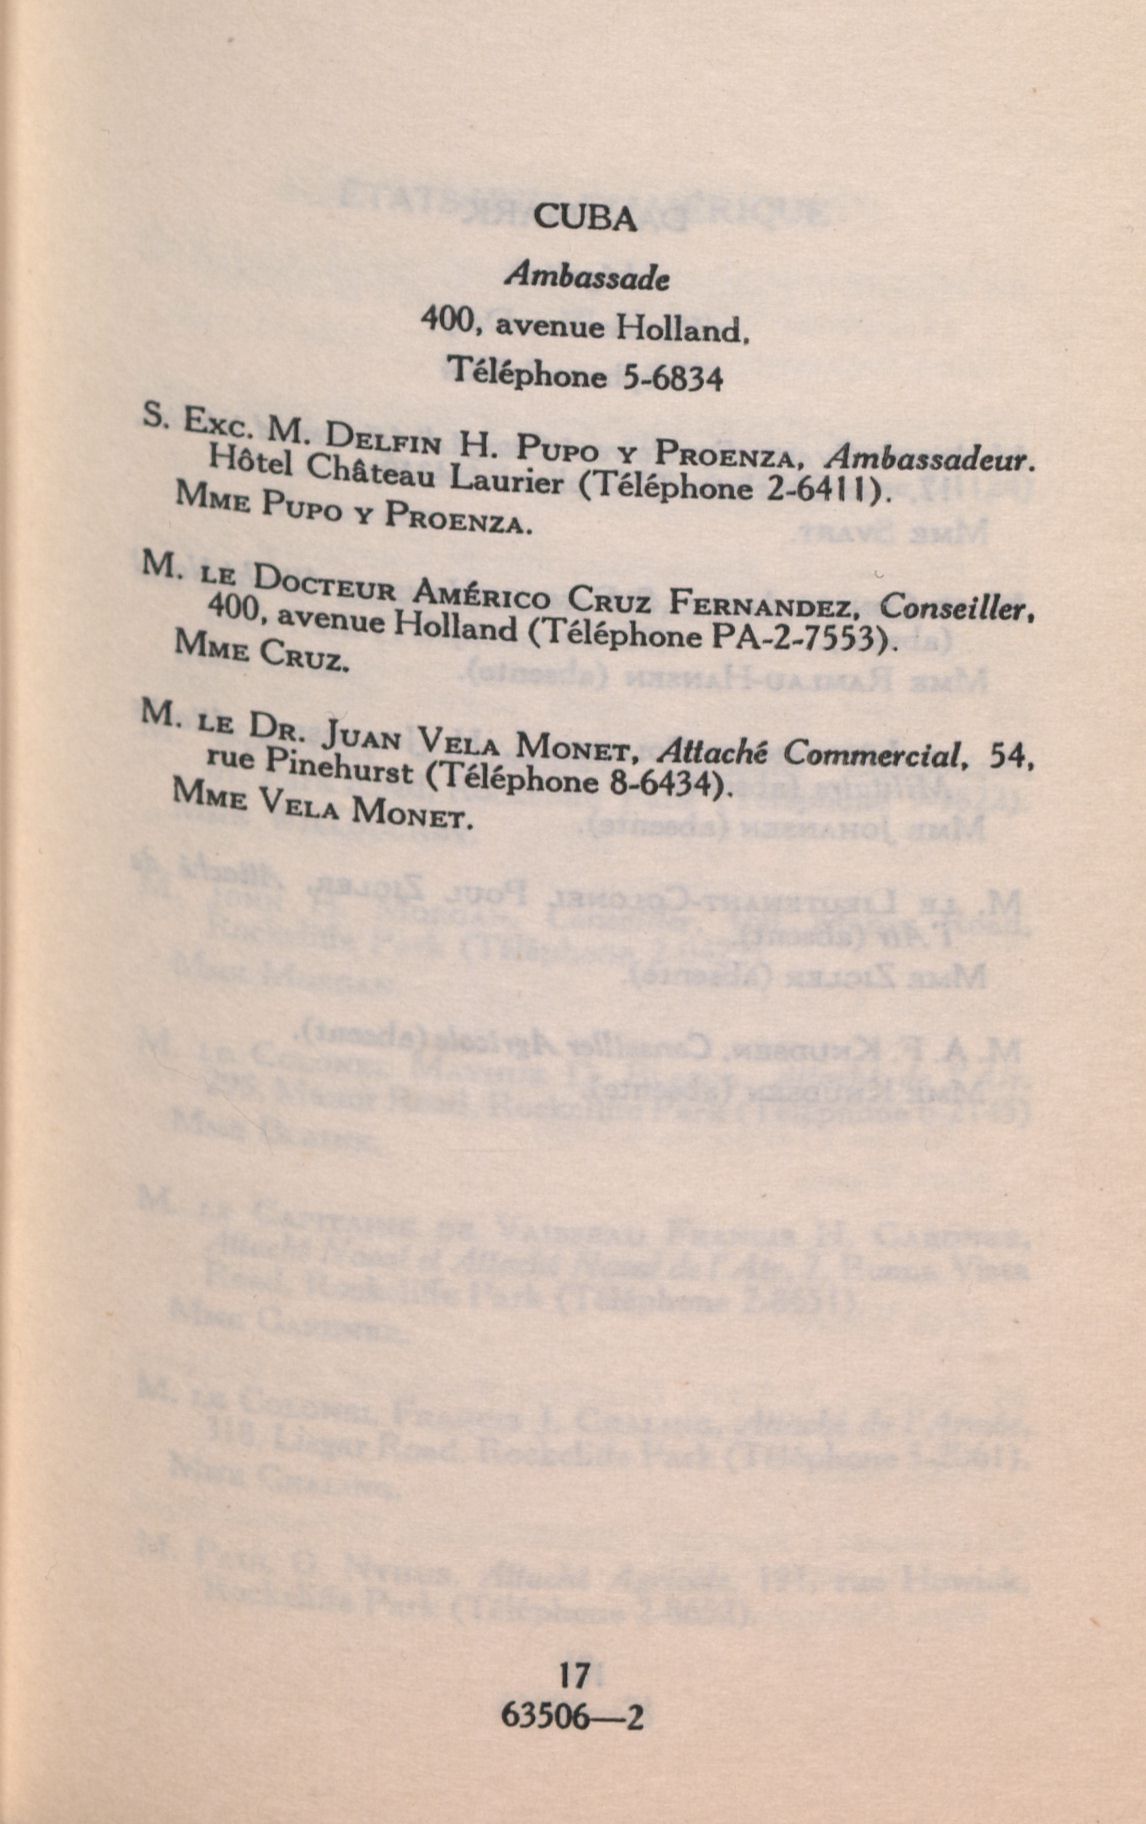 CUBA
Ambassade
400, avenue Holland,
Téléphone 5-6834
S. Exc. M. Delfin H. Pupo y Proenza, Ambassadeur.
Hôtel Château Laurier (Téléphone 2-6411).
Mme Pupo y Proenza.
M. le Docteur Américo Cruz Fernandez, Conseiller,
400, avenue Holland (Téléphone PA-2-7553).
Mme Cruz.
M. le Dr. Juan Vela Monet, Attaché Commercial, 54,
rue Pinehurst (Téléphone 8-6434).
Mme Vela Monet.
17
63506—2